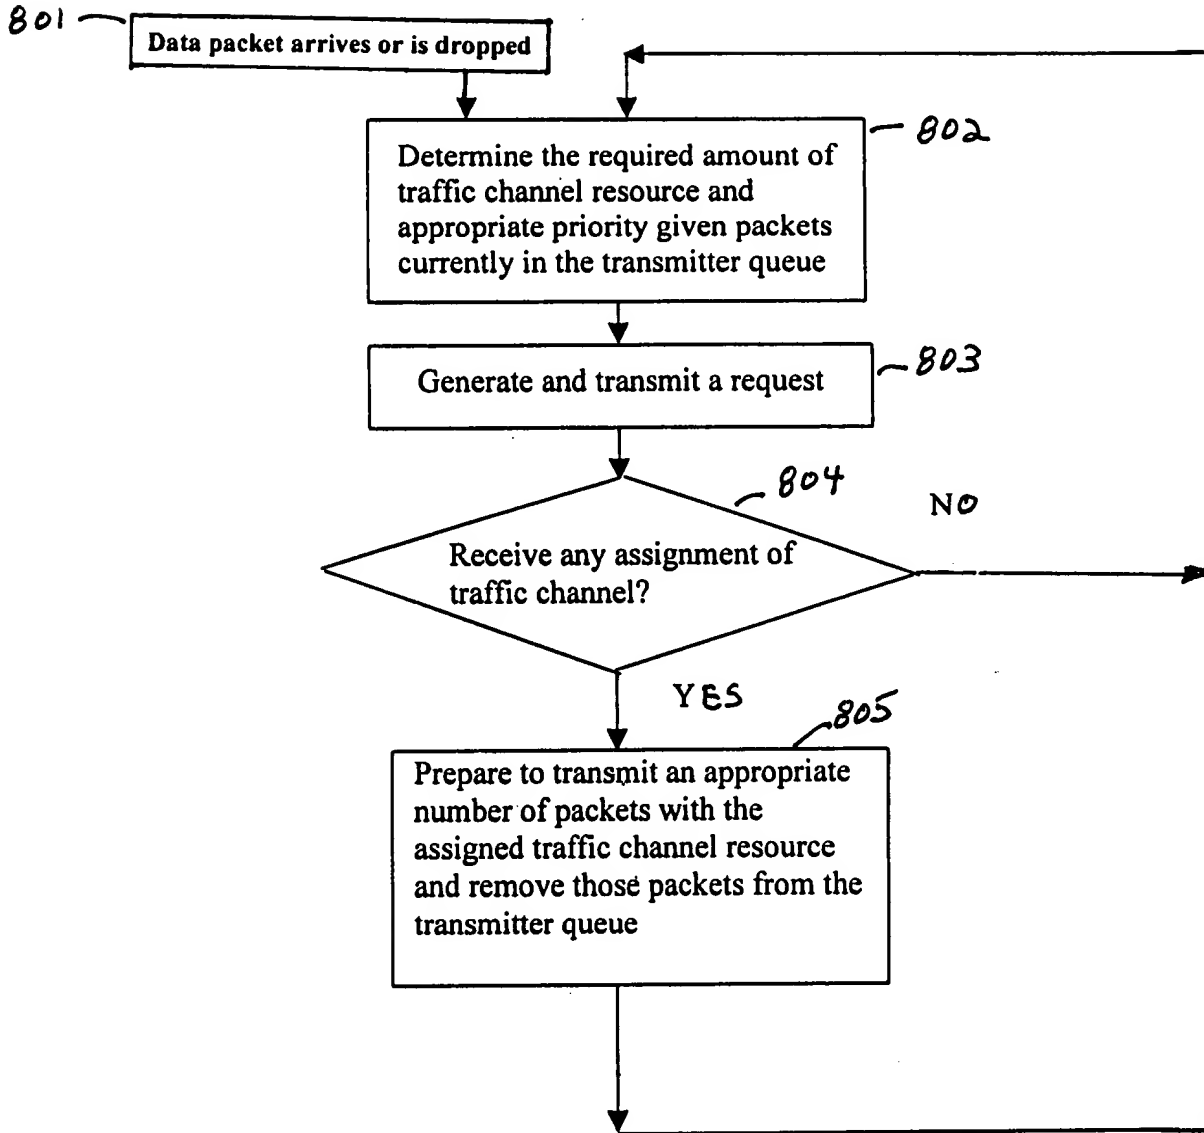 801
Data packet arrives or is dropped
802
Determine the required amount of
traffic channel resource and
appropriate priority given packets
currently in the transmitter queue
803
Generate and transmit a request
804
NO
Receive any assignment of
traffic channel?
YES
805
Prepare to transmit an appropriate
number of packets with the
assigned traffic channel resource
and remove those packets from the
transmitter queue